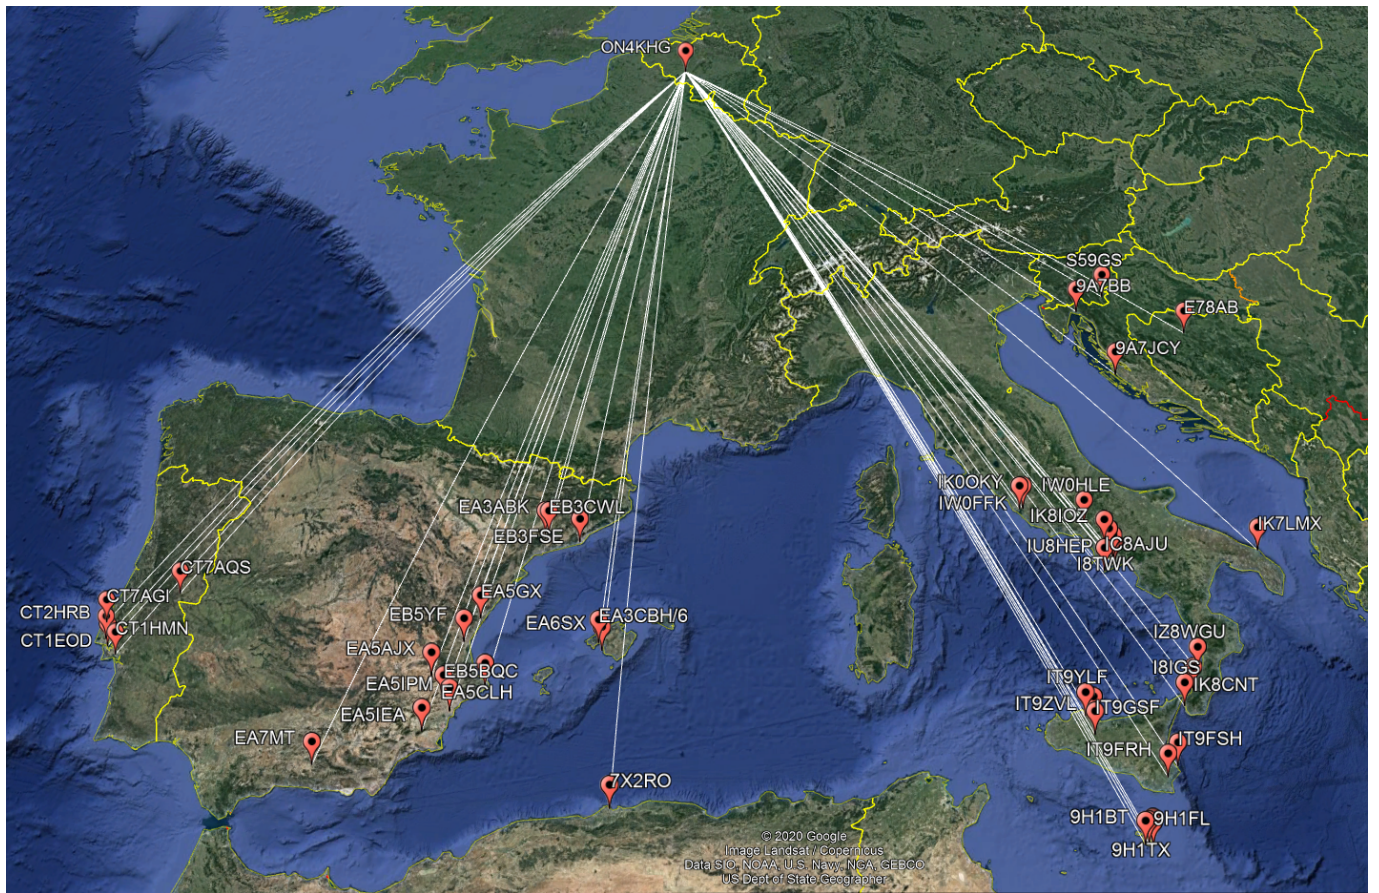 ON4KHG
S59GS
9A7BB
E78AB
9A7JCY
IK0OKY
IW0HLE
IW0FFK
IK8IOZ
EA3ABK
EB3CWL
EB3FSE
IK7LMX
IU8HEP
IC8AJU
I8TWK
CT7AQS
CT7AGI
CT2HRB
CT1HMN
CT1EOD
EA5GX
EB5YF
EA6SX
EA3CBH/6
EA5AJX
EB5BQC
EA5IPM
EA5CLH
EA5IEA
EA7MT
IZ8WGU
I8IGS
IK8CNT
IT9YLF
IT9ZVL
IT9GSF
IT9FRH
IT9FSH
7X2RO
9H1BT
9H1FL
9H1TX
© 2020 Google
Image Landsat / Copernicus
Data SIO, NOAA, U.S. Navy, NGA, GEBCO
US Dept of State Geographer